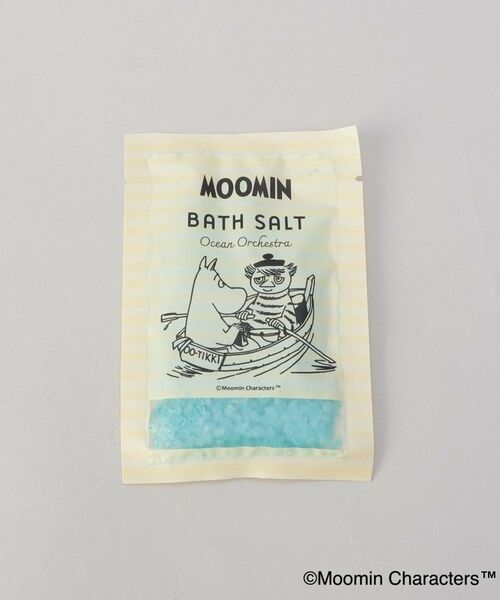 MOOMIN
BATH SALT
Ocean Orchestra
OO-TIKKI
©Moomin Characters™
©Moomin Characters™